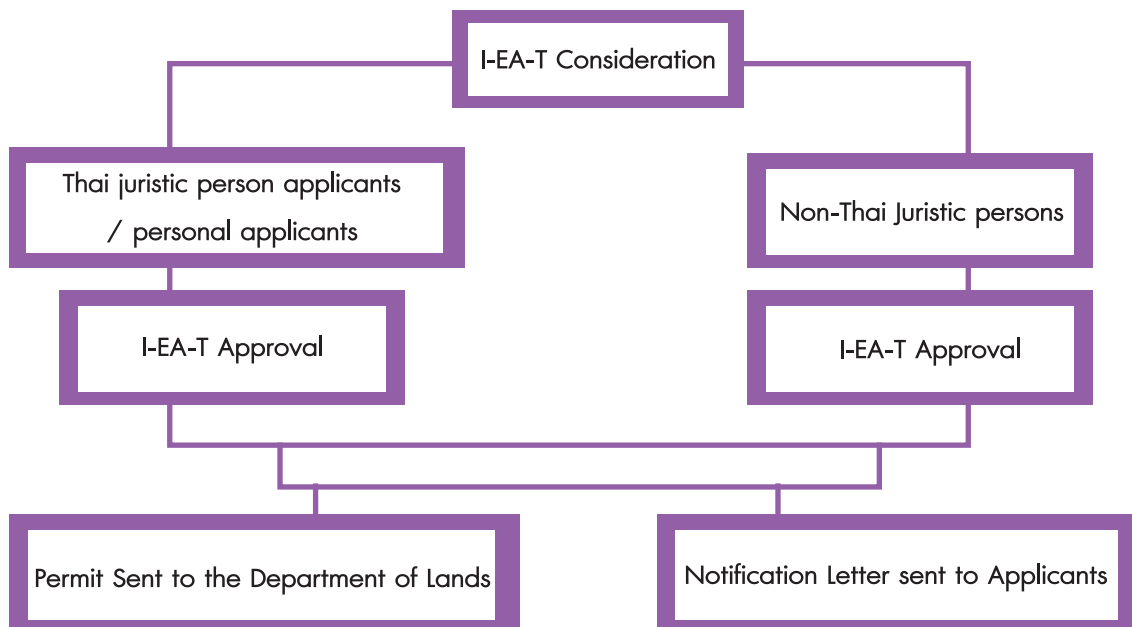 I-EA-T Consideration
Thai juristic person applicants
/ personal applicants
Non-Thai Juristic persons
I-EA-T Approval
I-EA-T Approval
Permit Sent to the Department of Lands
Notification Letter sent to Applicants